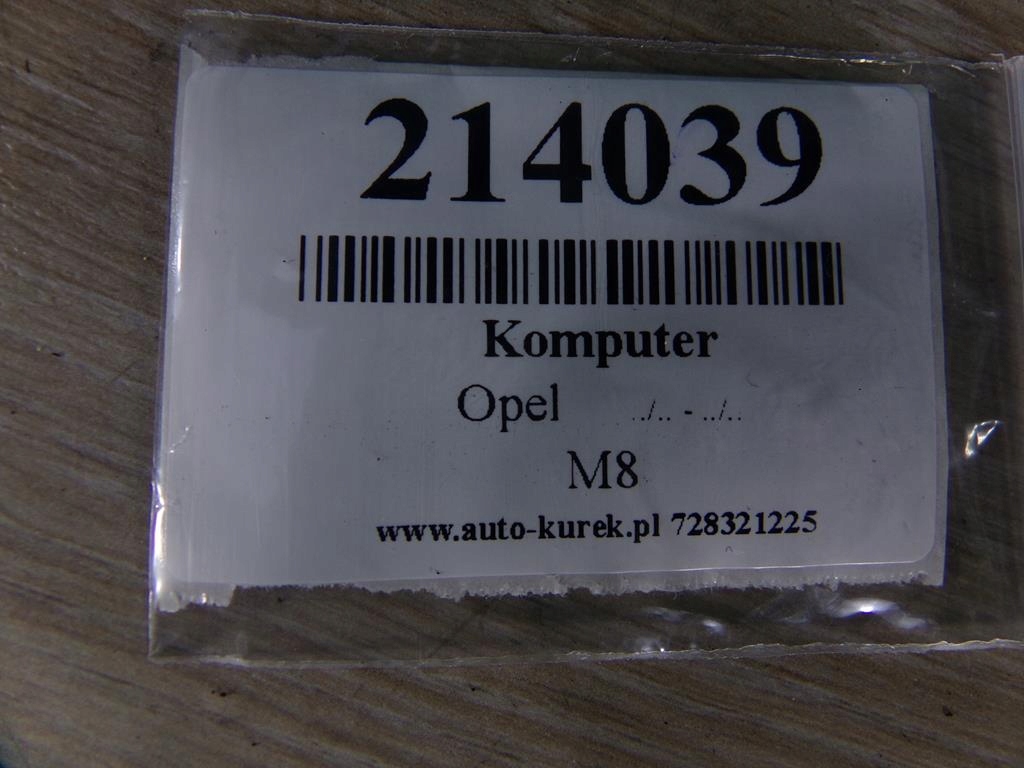 214039
Komputer
Opel ../.. - ../..
M8
www.auto-kurek.pl 728321225